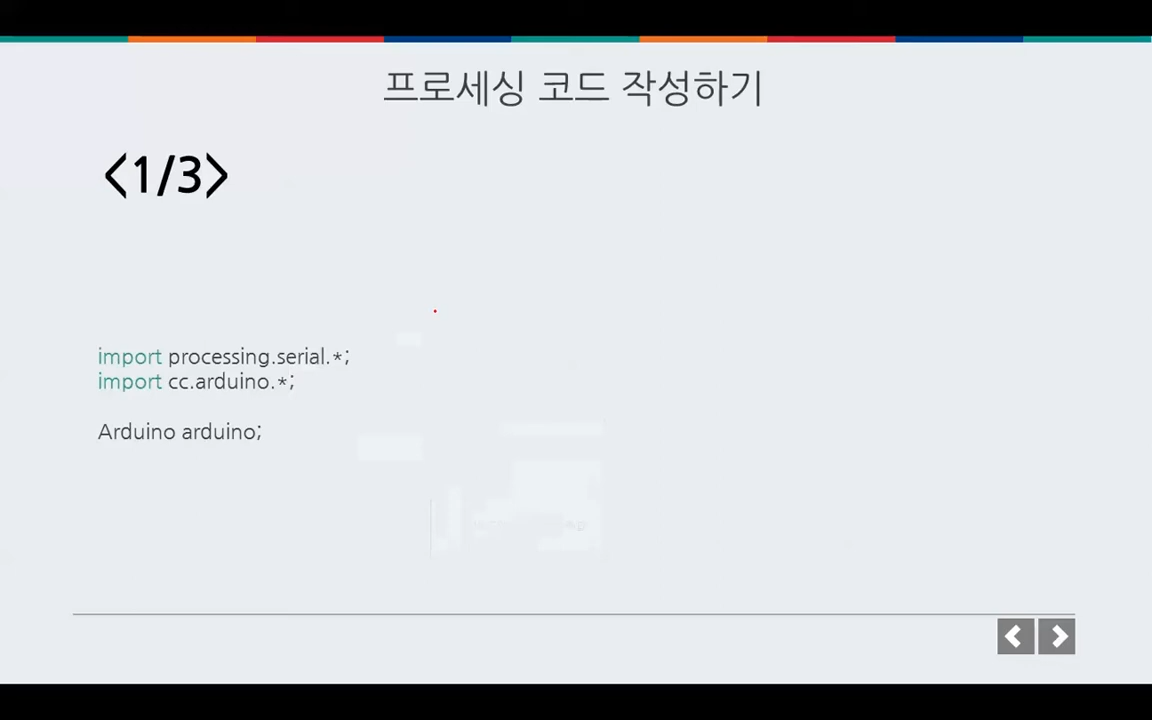 프로세싱 코드 작성하기
<1/3>
import processing.serial.*;
import cc.arduino.*;
Arduino arduino;